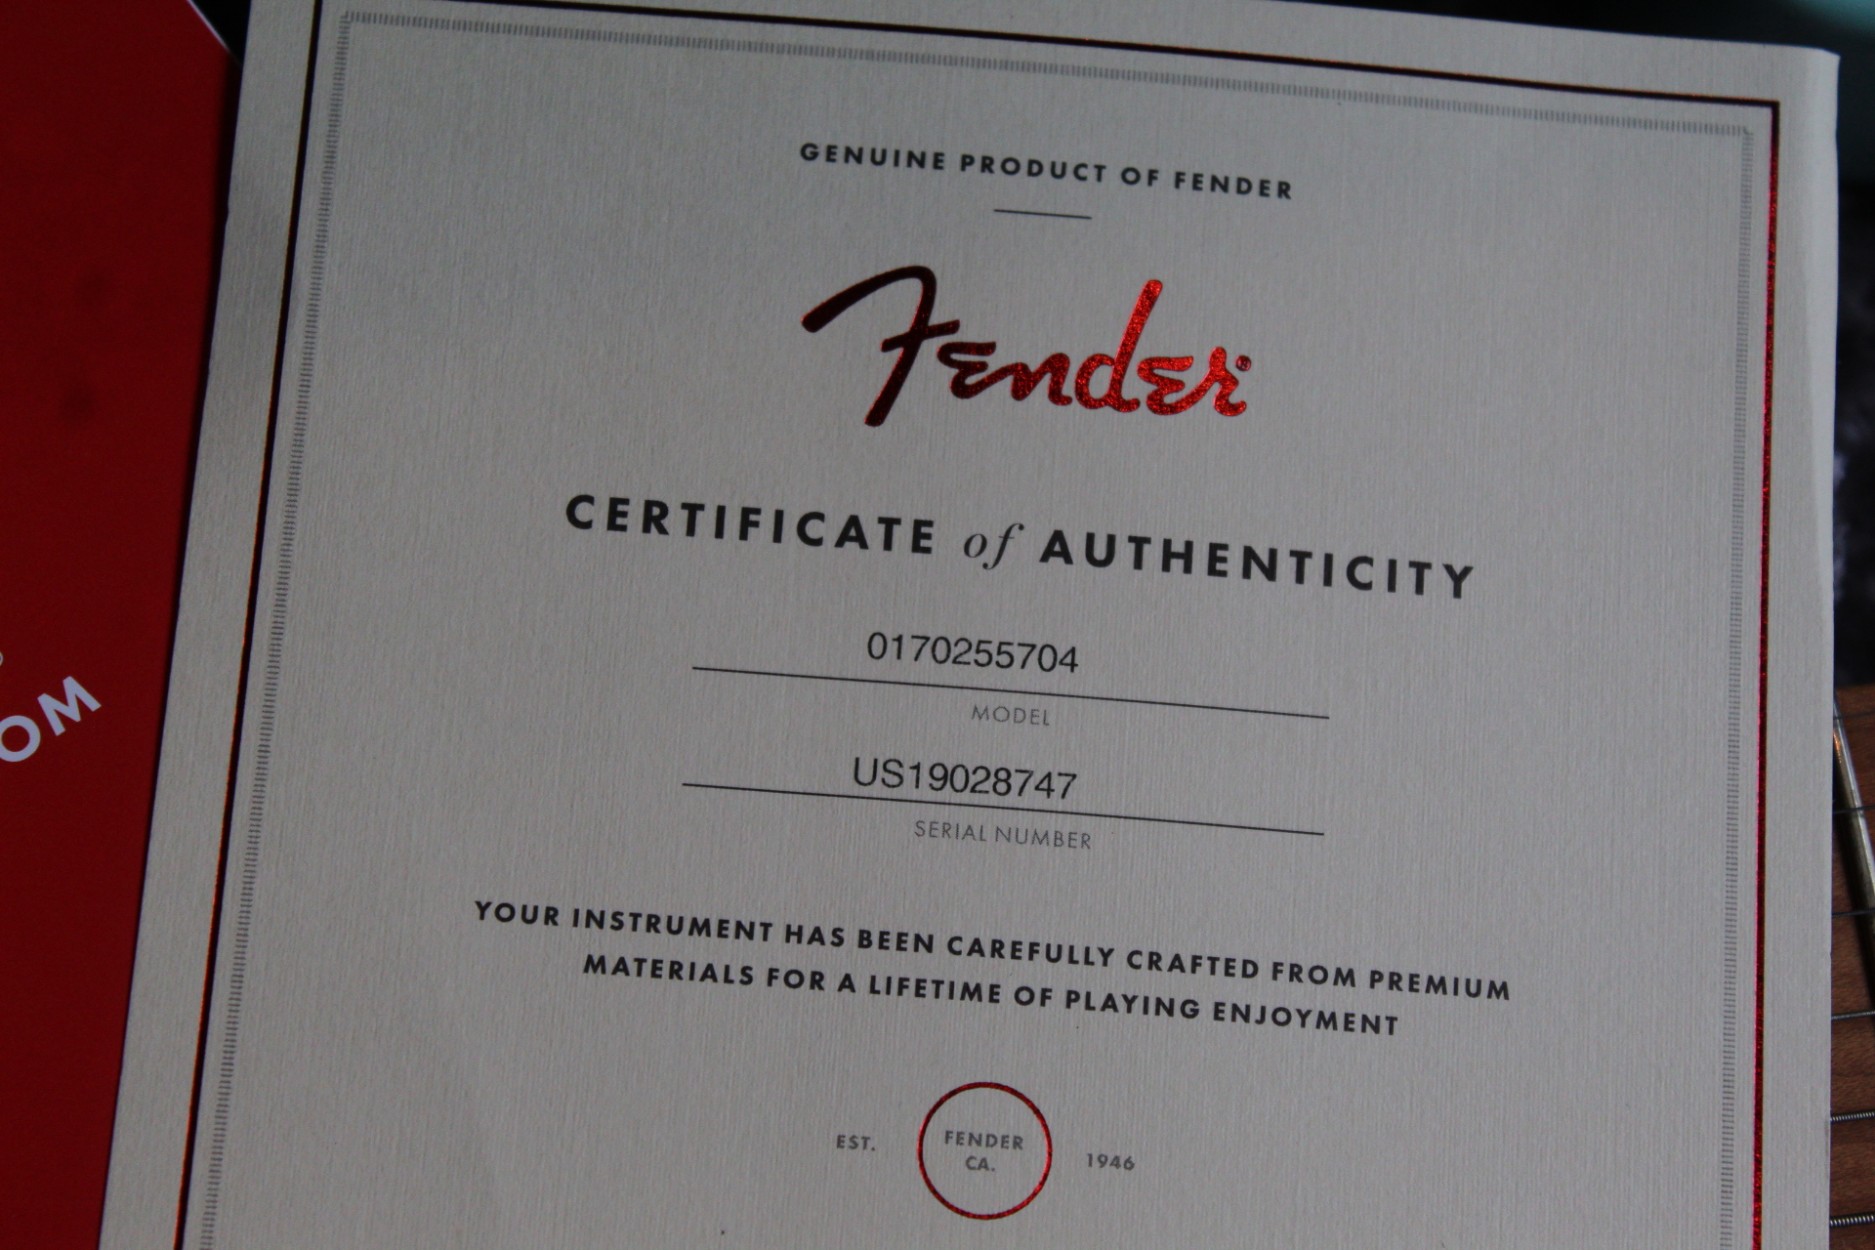 GENUINE PRODUCT OF FENDER
Fender
CERTIFICATE of AUTHENTICITY
0170255704
MODEL
US19028747
SERIAL NUMBER
YOUR INSTRUMENT HAS BEEN CAREFULLY CRAFTED FROM PREMIUM
MATERIALS FOR A LIFETIME OF PLAYING ENJOYMENT
EST.
FENDER
CA.
1946
OM